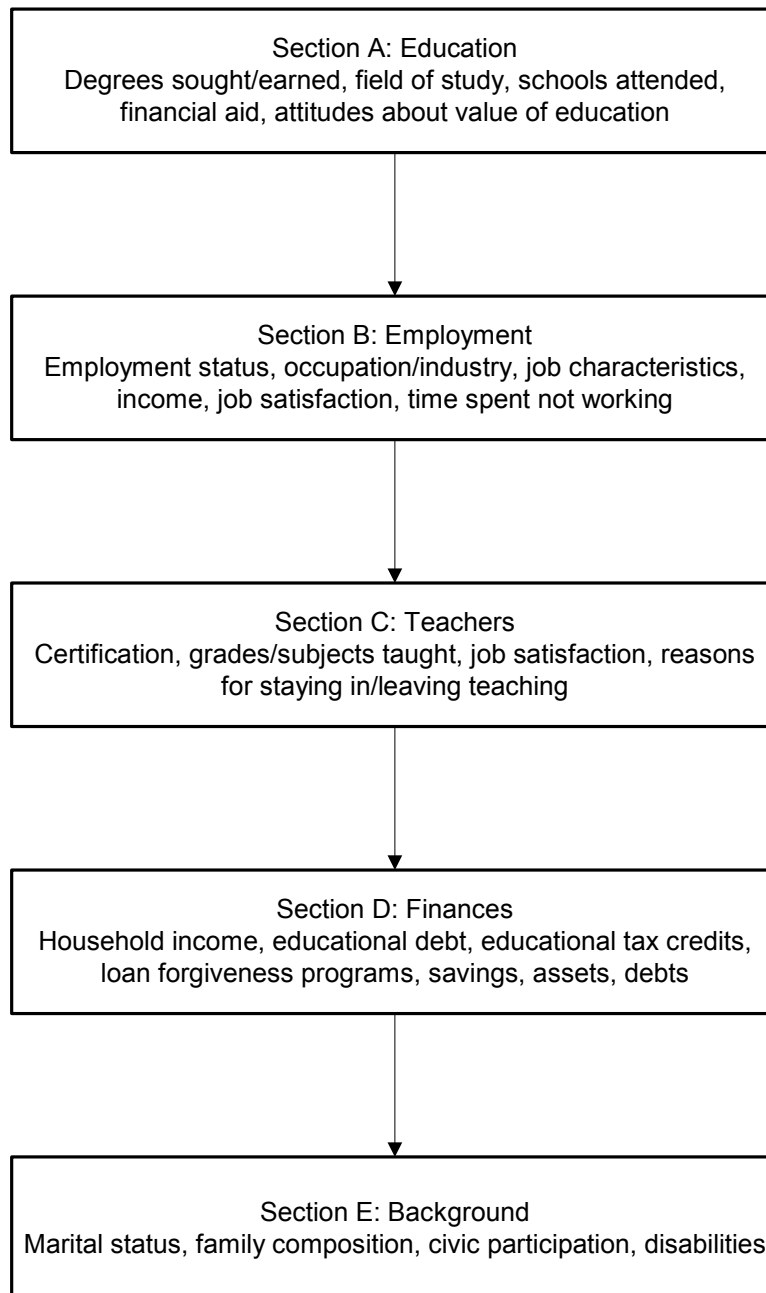 Section A: Education
Degrees sought/earned, field of study, schools attended,
financial aid, attitudes about value of education
Section B: Employment
Employment status, occupation/industry, job characteristics,
income, job satisfaction, time spent not working
Section C: Teachers
Certification, grades/subjects taught, job satisfaction, reasons
for staying in/leaving teaching
Section D: Finances
Household income, educational debt, educational tax credits,
loan forgiveness programs, savings, assets, debts
Section E: Background
Marital status, family composition, civic participation, disabilities